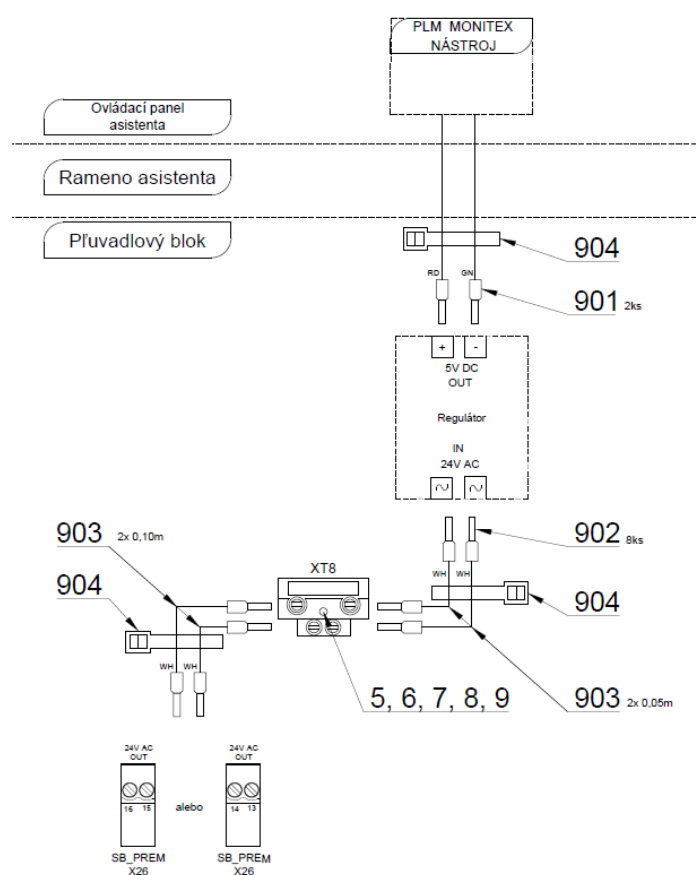 PLM MONITEX
NÁSTROJ
Ovládací panel
asistenta
Rameno asistenta
Pľuvadlový blok
904
RD
GN
901 2ks
+
-
5V DC
OUT
Regulátor
IN
24V AC
903 2x 0,10m
902 8ks
XT8
WH
WH
904
904
WH
WH
5, 6, 7, 8, 9
903 2x 0,05m
24V AC
OUT
24V AC
OUT
16 15
alebo
14 13
SB_PREM
X26
SB_PREM
X26